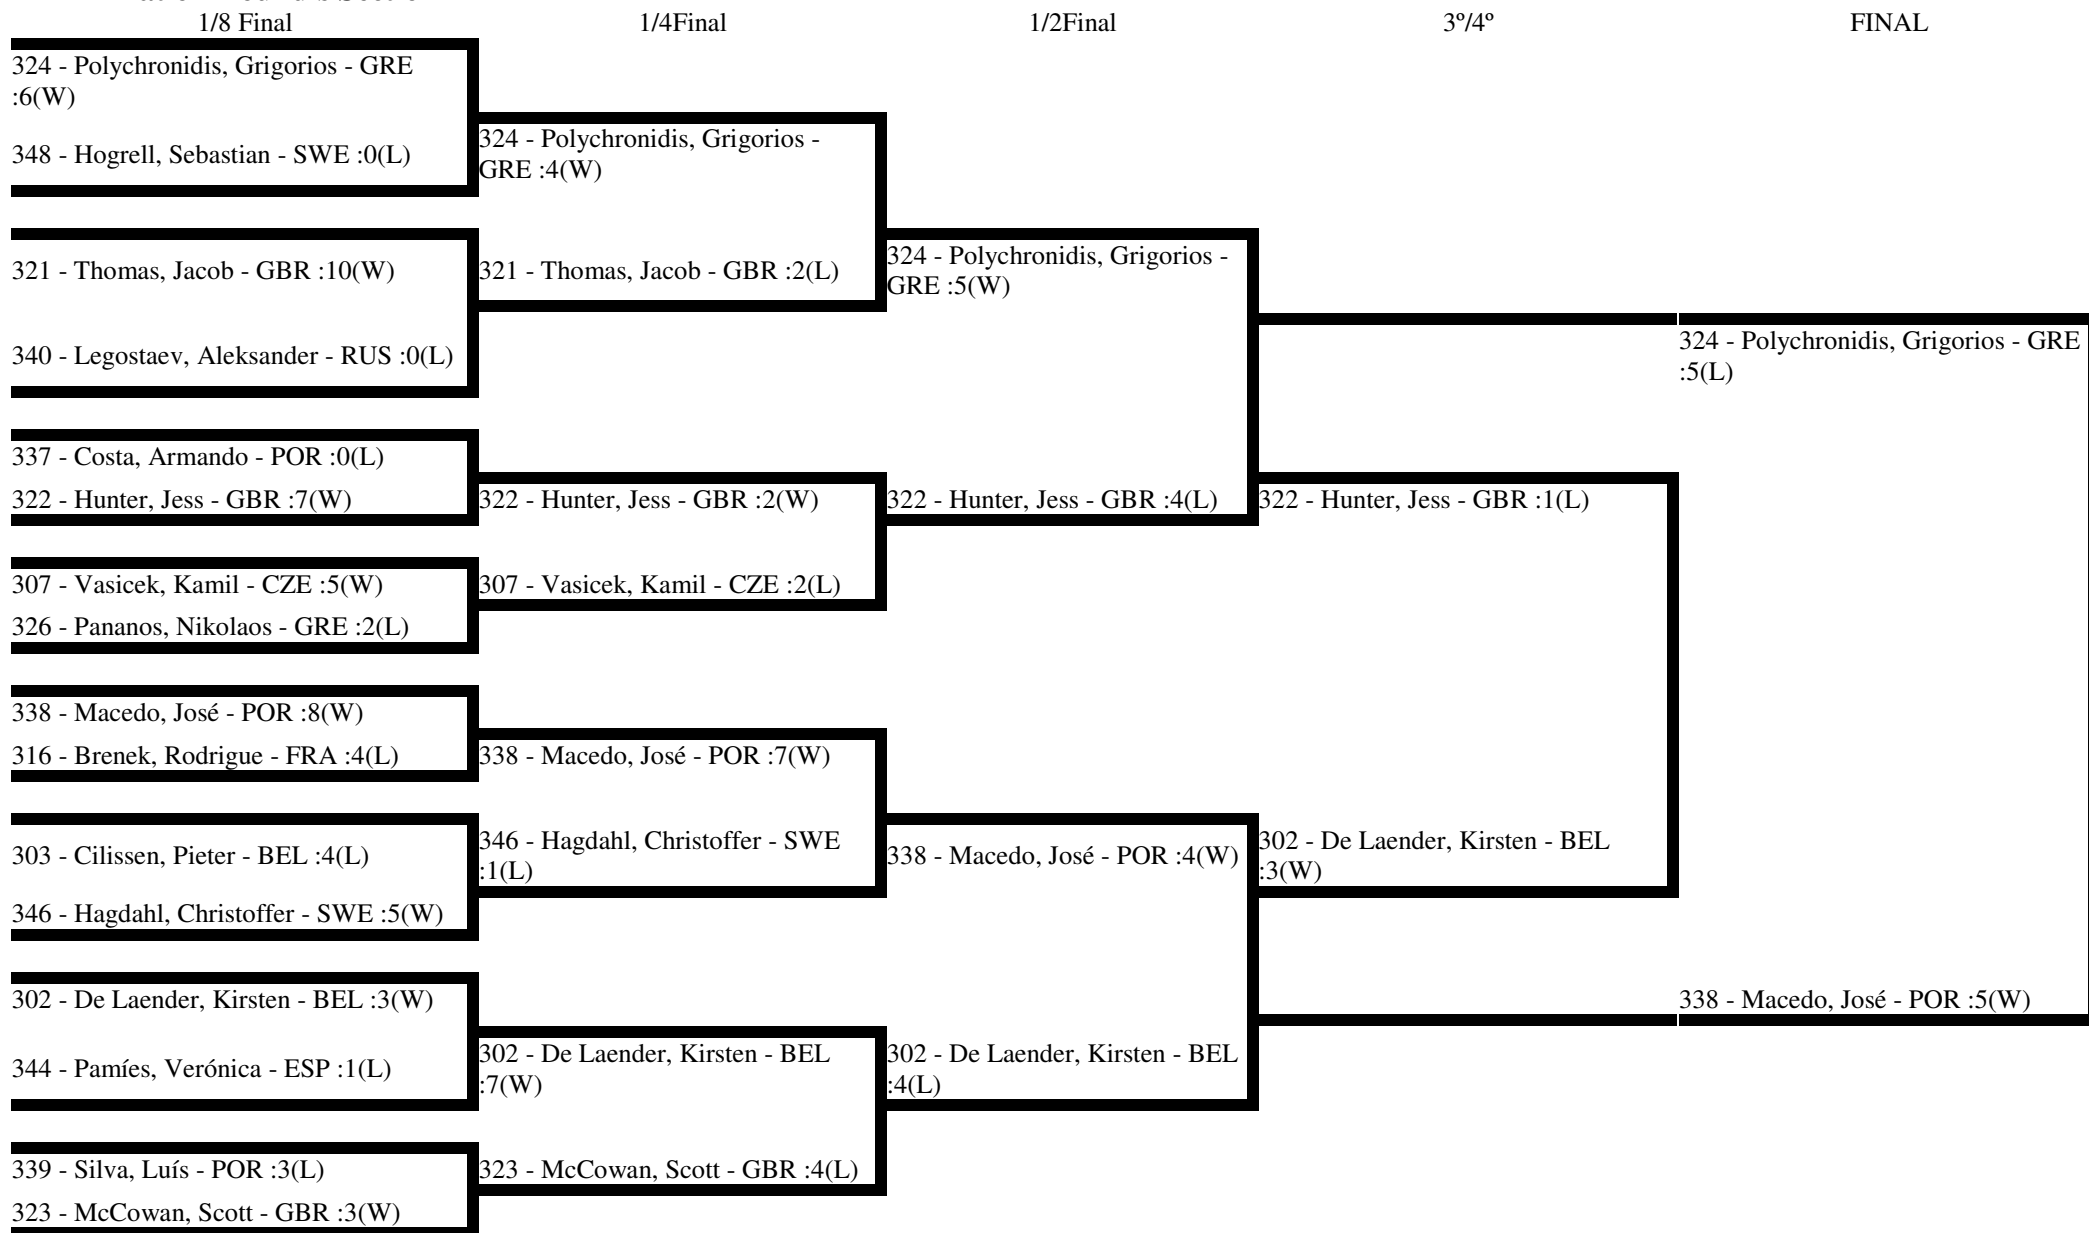 1/8 Final
1/4Final
1/2Final
3º/4º
FINAL
324 - Polychronidis, Grigorios - GRE
:6(W)
348 - Hogrell, Sebastian - SWE :0(L)
321 - Thomas, Jacob - GBR :10(W)
340 - Legostaev, Aleksander - RUS :0(L)
337 - Costa, Armando - POR :0(L)
322 - Hunter, Jess - GBR :7(W)
307 - Vasicek, Kamil - CZE :5(W)
326 - Pananos, Nikolaos - GRE :2(L)
338 - Macedo, José - POR :8(W)
316 - Brenek, Rodrigue - FRA :4(L)
303 - Cilissen, Pieter - BEL :4(L)
346 - Hagdahl, Christoffer - SWE :5(W)
302 - De Laender, Kirsten - BEL :3(W)
344 - Pamíes, Verónica - ESP :1(L)
339 - Silva, Luís - POR :3(L)
323 - McCowan, Scott - GBR :3(W)
324 - Polychronidis, Grigorios -
GRE :4(W)
321 - Thomas, Jacob - GBR :2(L)
322 - Hunter, Jess - GBR :2(W)
307 - Vasicek, Kamil - CZE :2(L)
338 - Macedo, José - POR :7(W)
346 - Hagdahl, Christoffer - SWE
:1(L)
302 - De Laender, Kirsten - BEL
:7(W)
323 - McCowan, Scott - GBR :4(L)
324 - Polychronidis, Grigorios -
GRE :5(W)
322 - Hunter, Jess - GBR :4(L)
338 - Macedo, José - POR :4(W)
302 - De Laender, Kirsten - BEL
:4(L)
322 - Hunter, Jess - GBR :1(L)
302 - De Laender, Kirsten - BEL
:3(W)
324 - Polychronidis, Grigorios - GRE
:5(L)
338 - Macedo, José - POR :5(W)